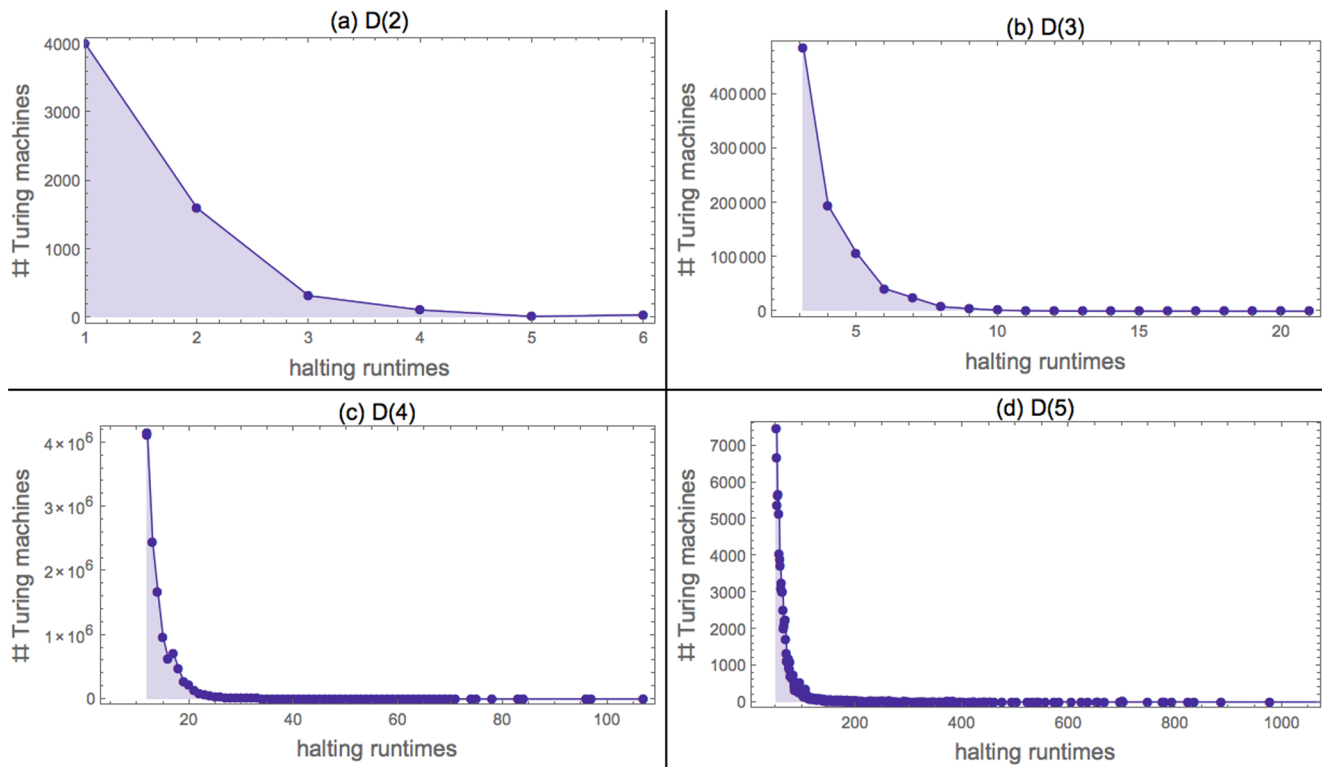 (a) D(2)
# Turing machines
4000
3000
2000
1000
0
1 2 3 4 5 6
halting runtimes
(b) D(3)
# Turing machines
400 000
300 000
200 000
100 000
0
5 10 15 20
halting runtimes
(c) D(4)
# Turing machines
4 × 10⁶
3 × 10⁶
2 × 10⁶
1 × 10⁶
0
20 40 60 80 100
halting runtimes
(d) D(5)
# Turing machines
7000
6000
5000
4000
3000
2000
1000
0
200 400 600 800 1000
halting runtimes